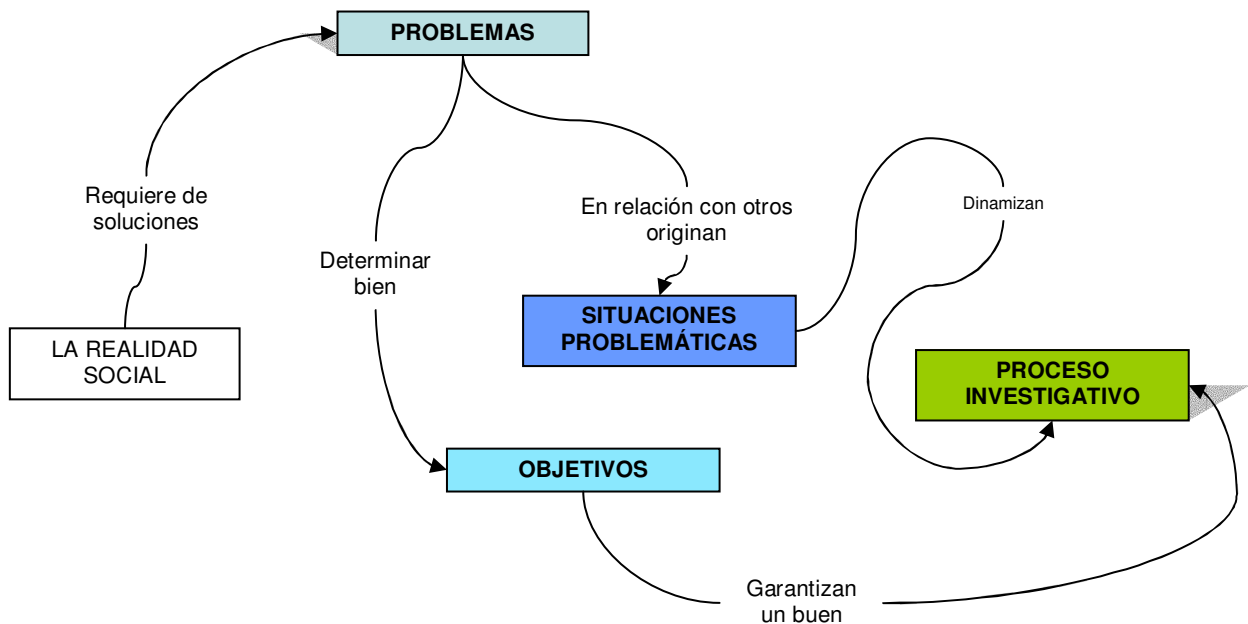 PROBLEMAS
Requiere de
soluciones
En relación con otros
originan
Dinamizan
Determinar
bien
LA REALIDAD
SOCIAL
SITUACIONES
PROBLEMÁTICAS
PROCESO
INVESTIGATIVO
OBJETIVOS
Garantizan
un buen